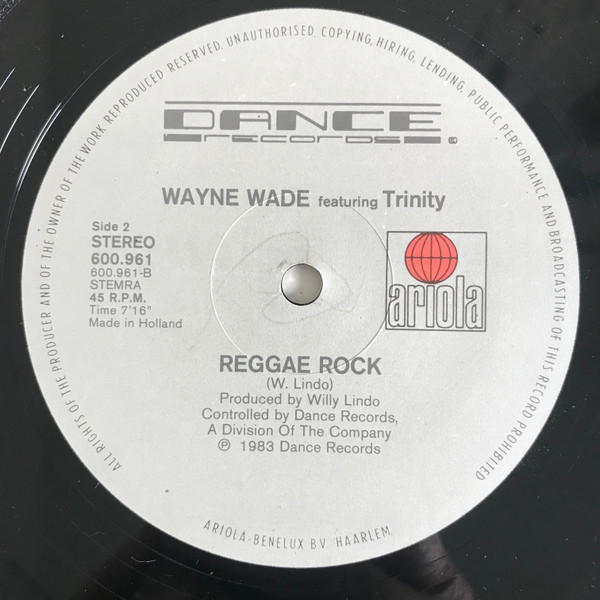 ALL RIGHTS OF THE PRODUCER AND OF THE OWNER OF THE WORK REPRODUCED RESERVED. UNAUTHORISED, COPYING, HIRING, LENDING, PUBLIC PERFORMANCE AND BROADCASTING OF THIS RECORD PROHIBITED
DANCE
records
WAYNE WADE featuring Trinity
Side 2
STEREO
600.961
600.961-B
STEMRA
45 R.P.M.
Time 7'16"
Made in Holland
ariola
REGGAE ROCK
(W. Lindo)
Produced by Willy Lindo
Controlled by Dance Records,
A Division Of The Company
℗ 1983 Dance Records
ARIOLA-BENELUX B.V. HAARLEM